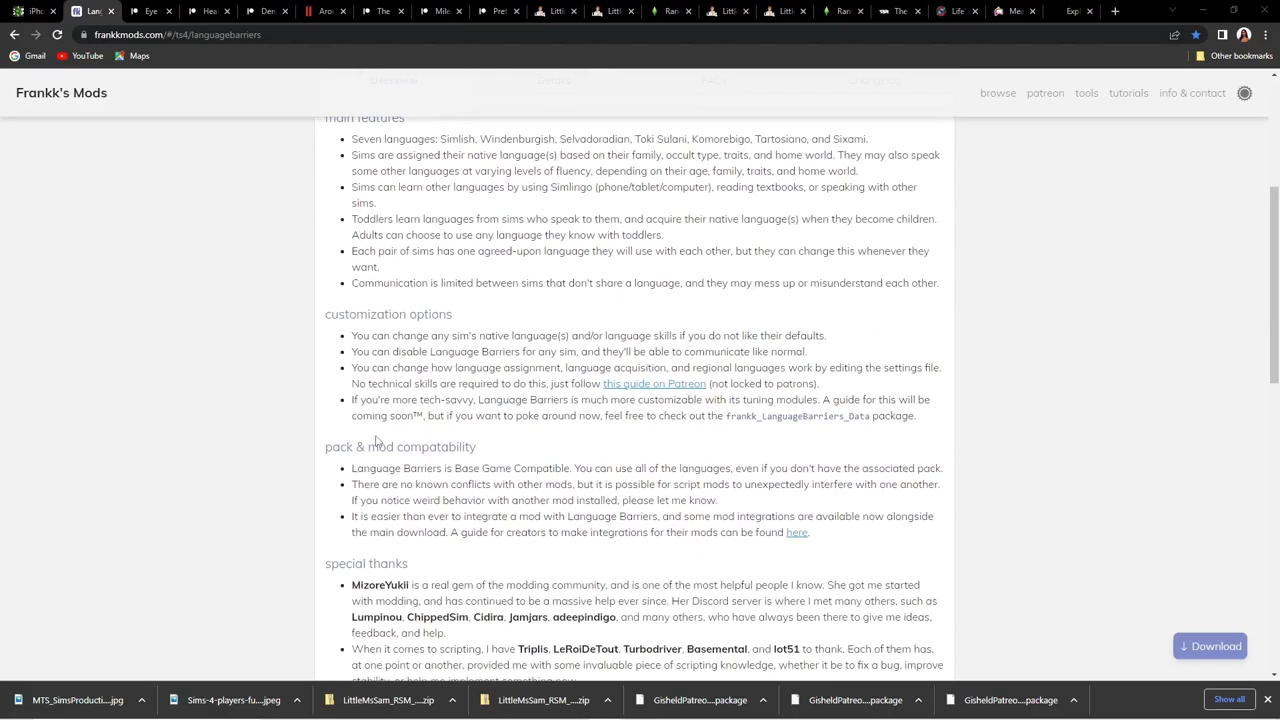 iPho
Lang
Eye
Hea
Den
Aroc
The
Mile
Pref
Little
Little
Ran
Little
Little
Ran
The
Life'
Mea
Expl
frankkmods.com/#/ts4/languagebarriers
Gmail
YouTube
Maps
Other bookmarks
Frankk's Mods
browse
patreon
tools
tutorials
info & contact
Overview
Details
FAQs
Changelog
main features
Seven languages: Simlish, Windenburgish, Selvadoradian, Toki Sulani, Komorebigo, Tartosiano, and Sixami.
Sims are assigned their native language(s) based on their family, occult type, traits, and home world. They may also speak
some other languages at varying levels of fluency, depending on their age, family, traits, and home world.
Sims can learn other languages by using Simlingo (phone/tablet/computer), reading textbooks, or speaking with other
sims.
Toddlers learn languages from sims who speak to them, and acquire their native language(s) when they become children.
Adults can choose to use any language they know with toddlers.
Each pair of sims has one agreed-upon language they will use with each other, but they can change this whenever they
want.
Communication is limited between sims that don't share a language, and they may mess up or misunderstand each other.
customization options
You can change any sim's native language(s) and/or language skills if you do not like their defaults.
You can disable Language Barriers for any sim, and they'll be able to communicate like normal.
You can change how language assignment, language acquisition, and regional languages work by editing the settings file.
No technical skills are required to do this, just follow this guide on Patreon (not locked to patrons).
If you're more tech-savvy, Language Barriers is much more customizable with its tuning modules. A guide for this will be
coming soon™, but if you want to poke around now, feel free to check out the frankk_LanguageBarriers_Data package.
pack & mod compatability
Language Barriers is Base Game Compatible. You can use all of the languages, even if you don't have the associated pack.
There are no known conflicts with other mods, but it is possible for script mods to unexpectedly interfere with one another.
If you notice weird behavior with another mod installed, please let me know.
It is easier than ever to integrate a mod with Language Barriers, and some mod integrations are available now alongside
the main download. A guide for creators to make integrations for their mods can be found here.
special thanks
MizoreYukii is a real gem of the modding community, and is one of the most helpful people I know. She got me started
with modding, and has continued to be a massive help ever since. Her Discord server is where I met many others, such as
Lumpinou, ChippedSim, Cidira, Jamjars, adeepindigo, and many others, who have always been there to give me ideas,
feedback, and help.
When it comes to scripting, I have Triplis, LeRoiDeTout, Turbodriver, Basemental, and lot51 to thank. Each of them has,
at one point or another, provided me with some invaluable piece of scripting knowledge, whether it be to fix a bug, improve
stability, or help me implement something new.
↓ Download
MTS_SimsProducti....jpg
Sims-4-players-fu....jpeg
LittleMsSam_RSM_....zip
LittleMsSam_RSM_....zip
GisheldPatreo....package
GisheldPatreo....package
GisheldPatreo....package
Show all